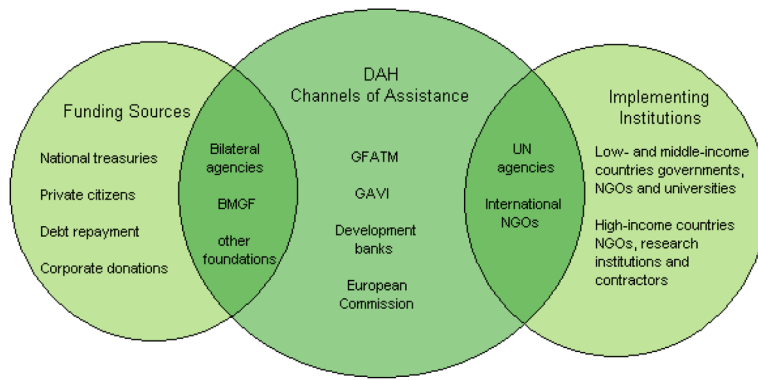 Funding Sources
National treasuries
Private citizens
Debt repayment
Corporate donations
Bilateral
agencies
BMGF
other
foundations
DAH
Channels of Assistance
GFATM
GAVI
Development
banks
European
Commission
UN
agencies
International
NGOs
Implementing
Institutions
Low- and middle-income
countries governments,
NGOs and universities
High-income countries
NGOs, research
institutions and
contractors